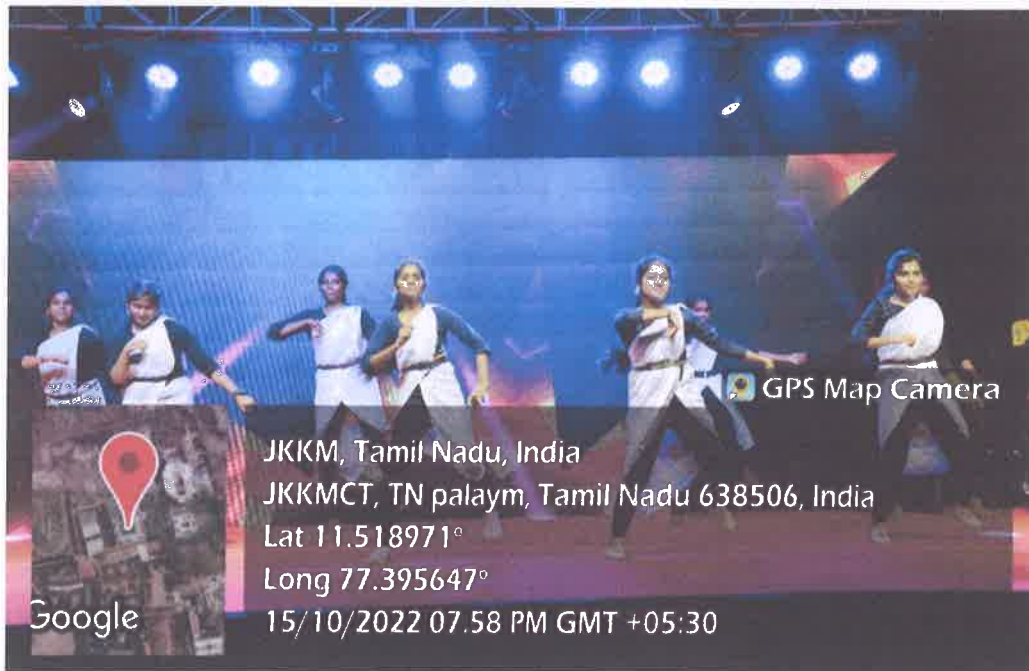 GPS Map Camera
JKKM, Tamil Nadu, India
JKKMCT, TN palaym, Tamil Nadu 638506, India
Lat 11.518971°
Long 77.395647°
15/10/2022 07.58 PM GMT +05:30
Google